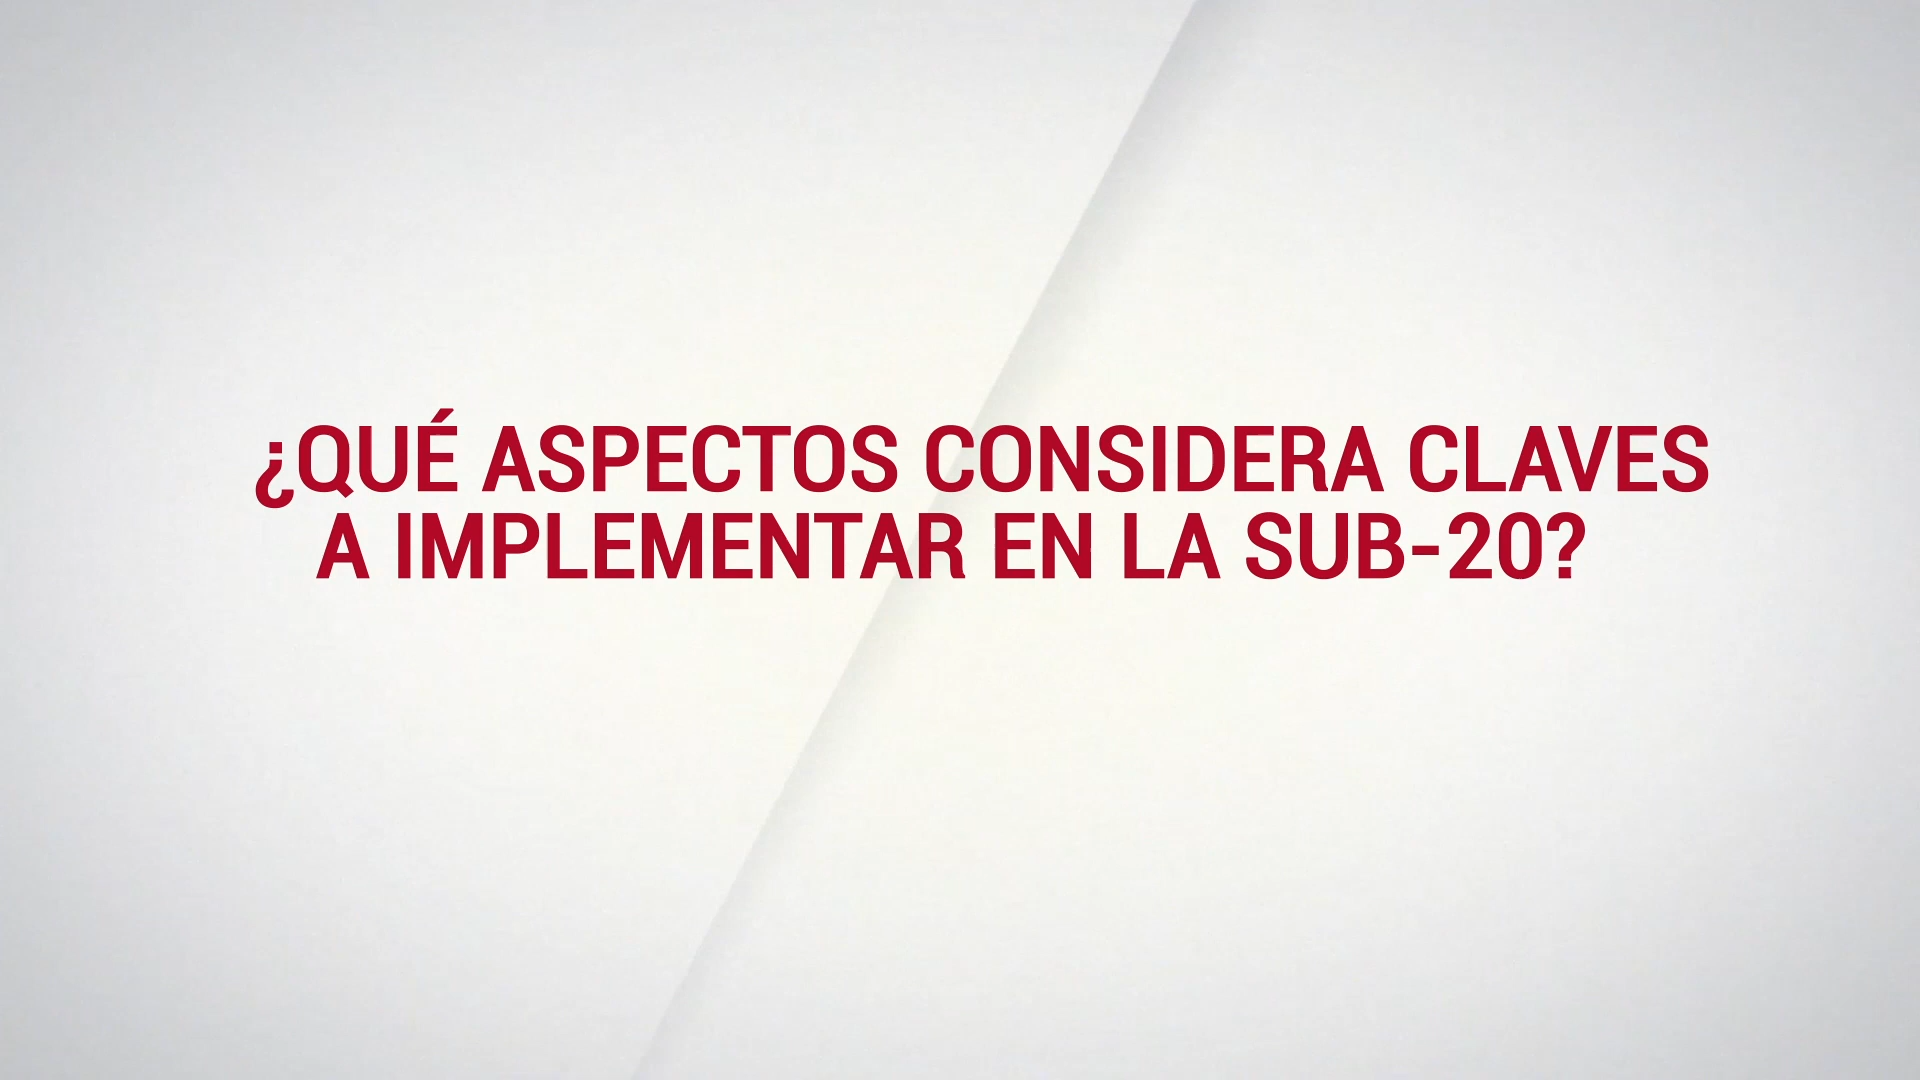 ¿QUÉ ASPECTOS CONSIDERA CLAVES
A IMPLEMENTAR EN LA SUB-20?